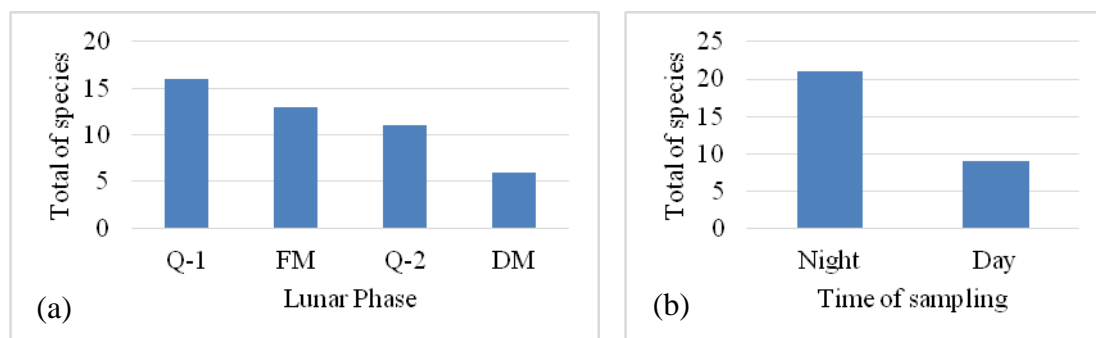 Total of species
20
15
10
5
0
Q-1 FM Q-2 DM
Lunar Phase
(a)
Total of species
25
20
15
10
5
0
Night Day
Time of sampling
(b)